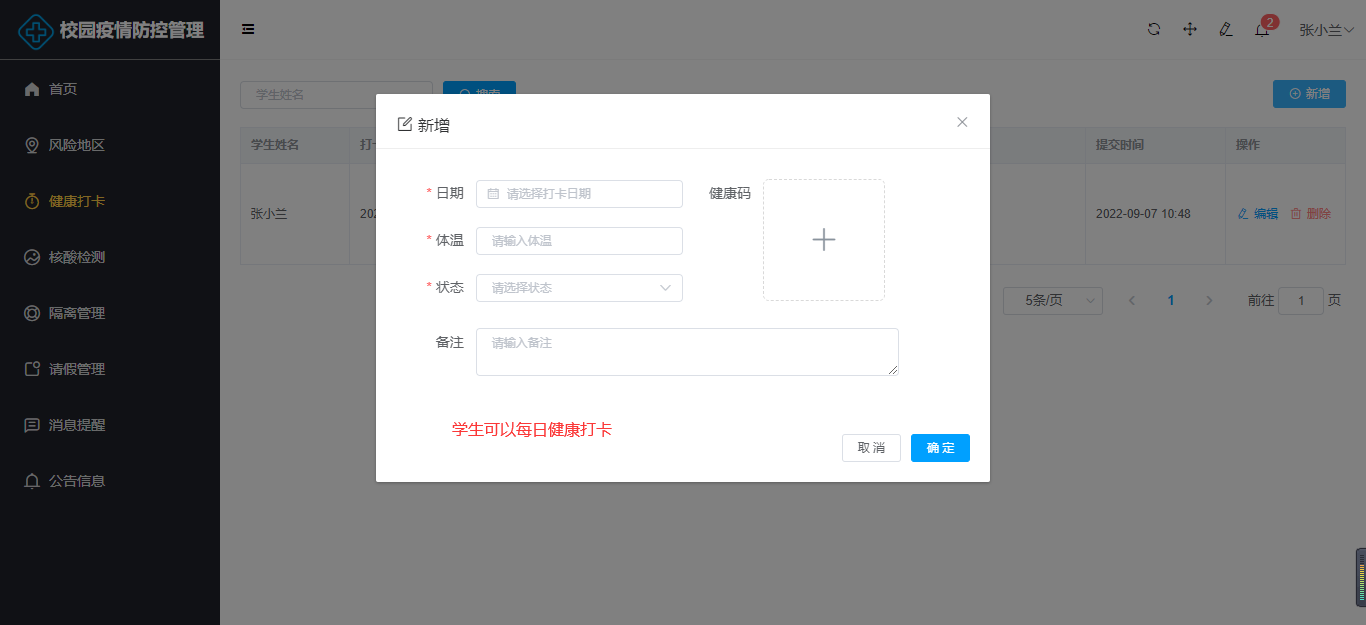 校园疫情防控管理
2
张小兰
首页
风险地区
健康打卡
核酸检测
隔离管理
请假管理
消息提醒
公告信息
学生姓名
搜索
新增
学生姓名
提交时间
操作
张小兰
2022-09-07 10:48
编辑
删除
5条/页
1
前往
1
页
新增
*日期
请选择打卡日期
健康码
*体温
请输入体温
*状态
请选择状态
备注
请输入备注
学生可以每日健康打卡
取消
确定